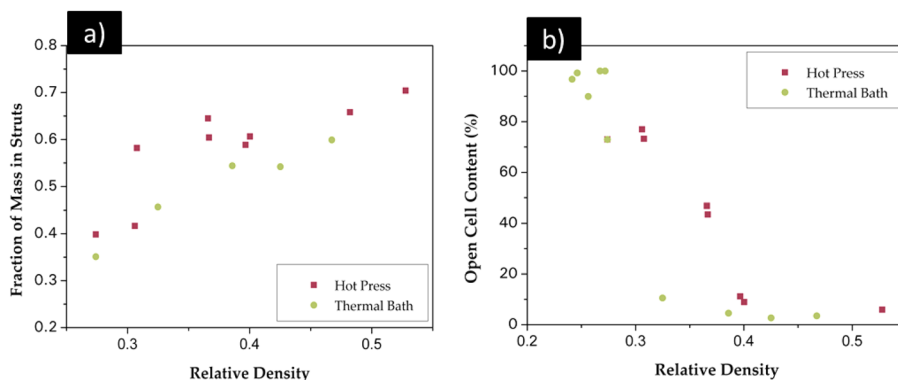 a)
0.8
0.7
0.6
0.5
0.4
0.3
0.2
0.3
0.4
0.5
Fraction of Mass in Struts
Relative Density
Hot Press
Thermal Bath
b)
100
80
60
40
20
0
0.2
0.3
0.4
0.5
Open Cell Content (%)
Relative Density
Hot Press
Thermal Bath